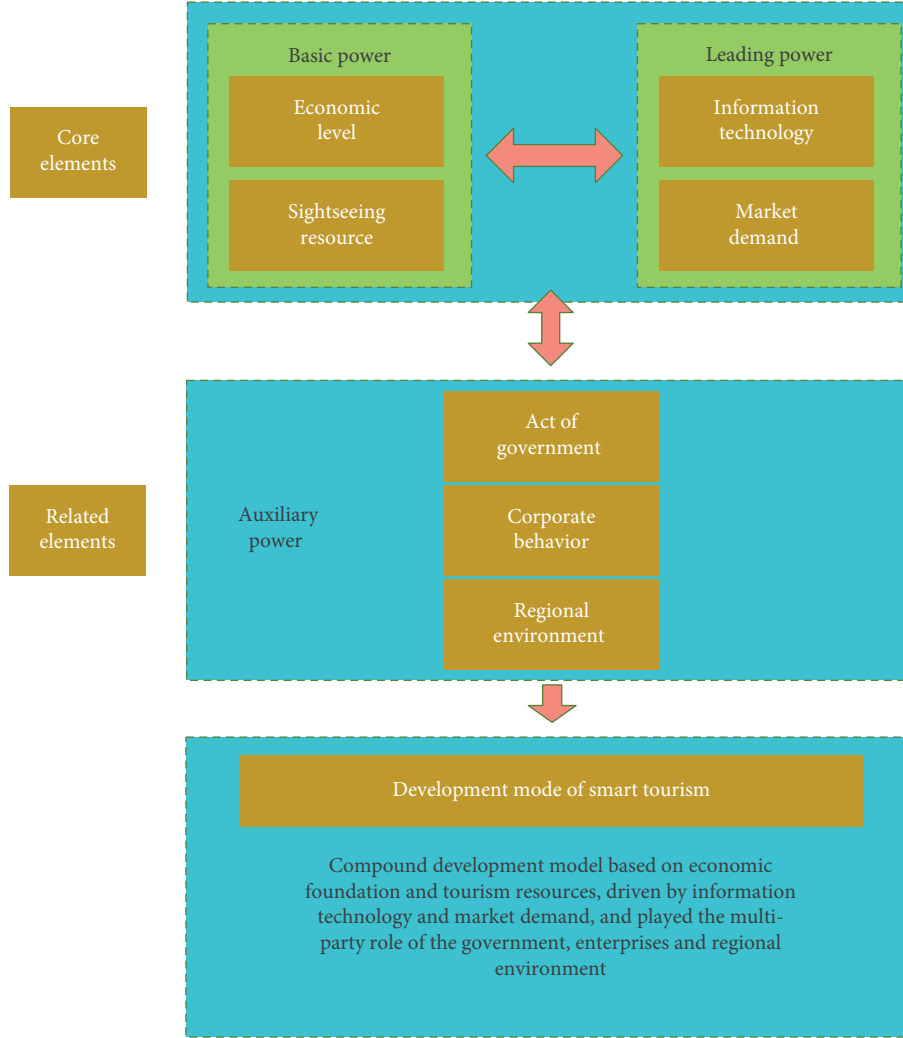 Basic power
Leading power
Economic
level
Information
technology
Core
elements
Sightseeing
resource
Market
demand
Act of
government
Related
elements
Auxiliary
power
Corporate
behavior
Regional
environment
Development mode of smart tourism
Compound development model based on economic
foundation and tourism resources, driven by information
technology and market demand, and played the multi-
party role of the government, enterprises and regional
environment